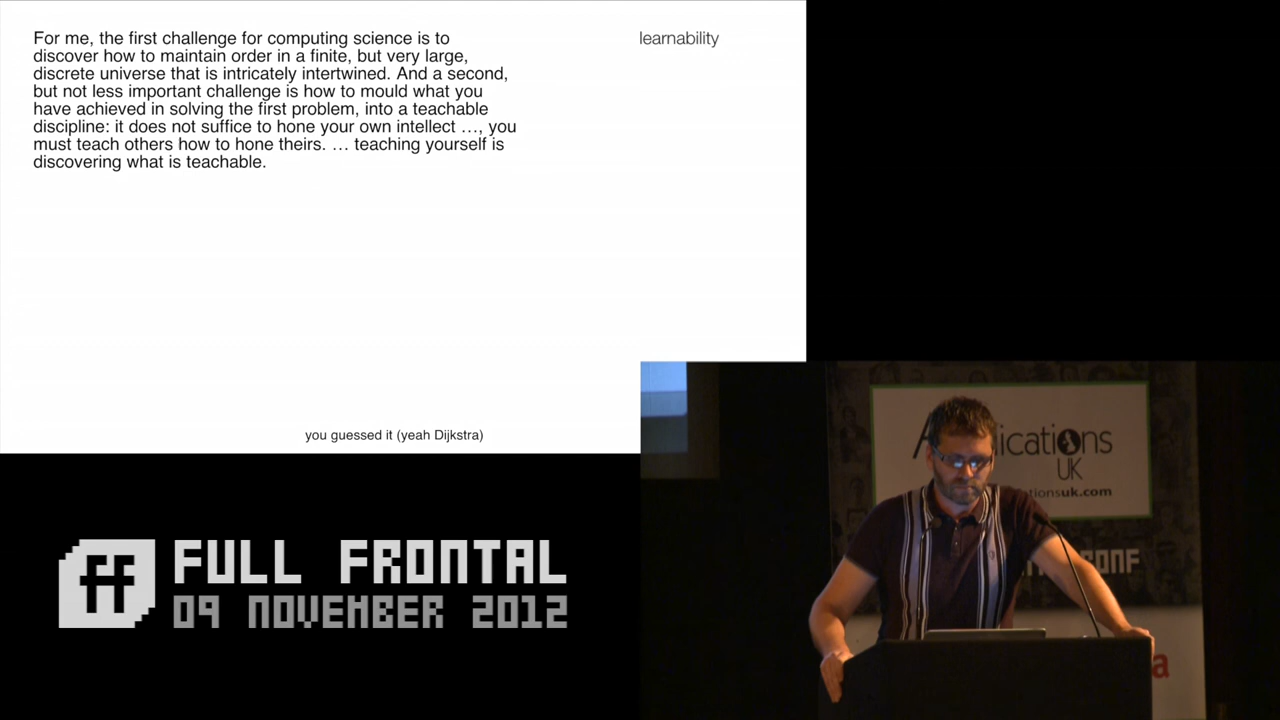 For me, the first challenge for computing science is to
discover how to maintain order in a finite, but very large,
discrete universe that is intricately intertwined. And a second,
but not less important challenge is how to mould what you
have achieved in solving the first problem, into a teachable
discipline: it does not suffice to hone your own intellect …, you
must teach others how to hone theirs. … teaching yourself is
discovering what is teachable.
learnability
you guessed it (yeah Dijkstra)
ff
FULL FRONTAL
09 NOVEMBER 2012
UK